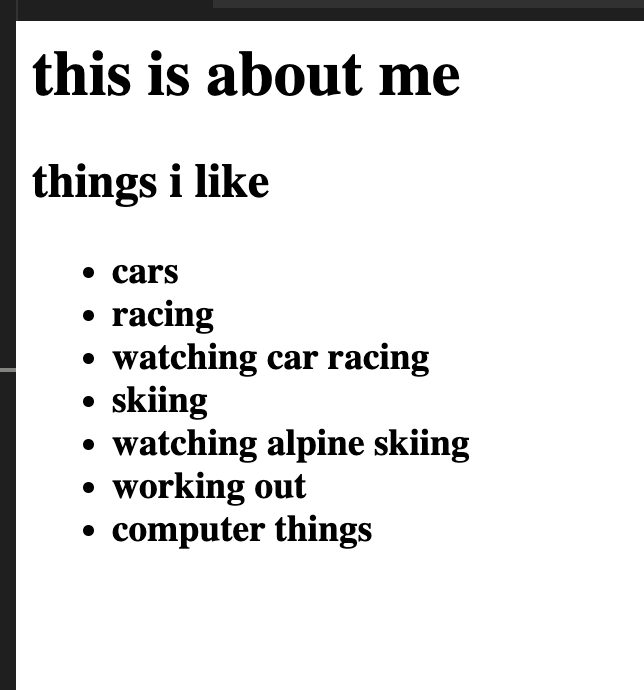 this is about me
things i like
cars
racing
watching car racing
skiing
watching alpine skiing
working out
computer things